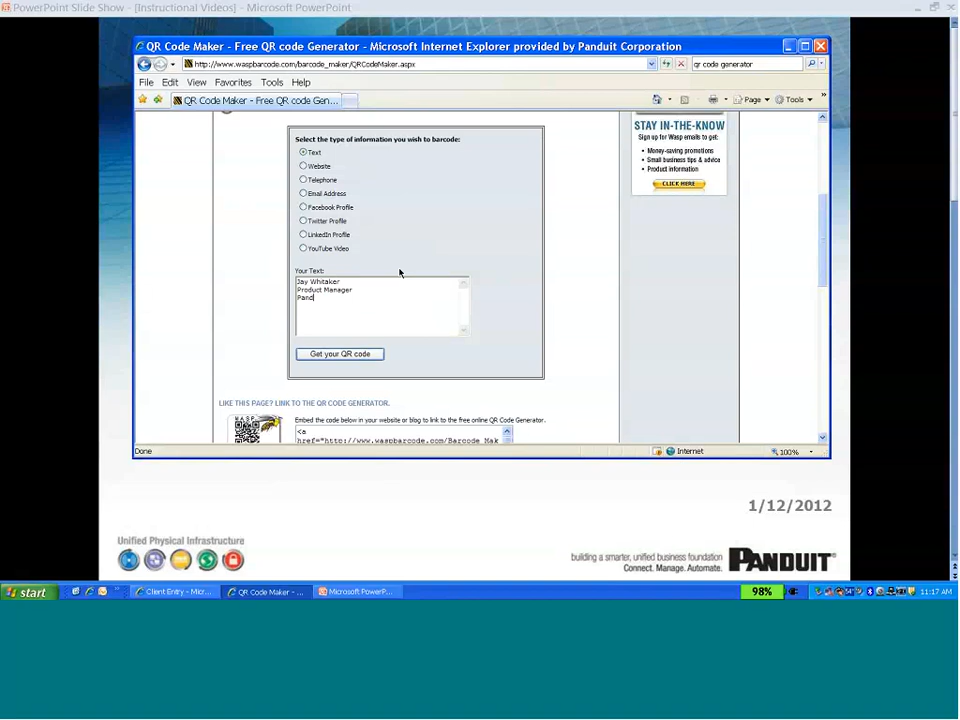 PowerPoint Slide Show - [Instructional Videos] - Microsoft PowerPoint
QR Code Maker - Free QR code Generator - Microsoft Internet Explorer provided by Panduit Corporation
http://www.waspbarcode.com/barcode_maker/QRCodeMaker.aspx
qr code generator
File Edit View Favorites Tools Help
QR Code Maker - Free QR code Gen...
Page Tools »
Select the type of information you wish to barcode:
Text
Website
Telephone
Email Address
Facebook Profile
Twitter Profile
LinkedIn Profile
YouTube Video
Your Text:
Jay Whitaker
Product Manager
Pand
Get your QR code
STAY IN-THE-KNOW
Sign up for Wasp emails to get:
• Money-saving promotions
• Small business tips & advice
• Product information
CLICK HERE
LIKE THIS PAGE? LINK TO THE QR CODE GENERATOR.
WASP
Embed the code below in your website or blog to link to the free online QR Code Generator.
<a
href="http://www.waspbarcode.com/Barcode_Mak
Done
Internet
100%
1/12/2012
Unified Physical Infrastructure
building a smarter, unified business foundation
Connect. Manage. Automate.
PANDUIT
start
Client Entry - Micr...
QR Code Maker - ...
Microsoft PowerP...
98%
11:17 AM